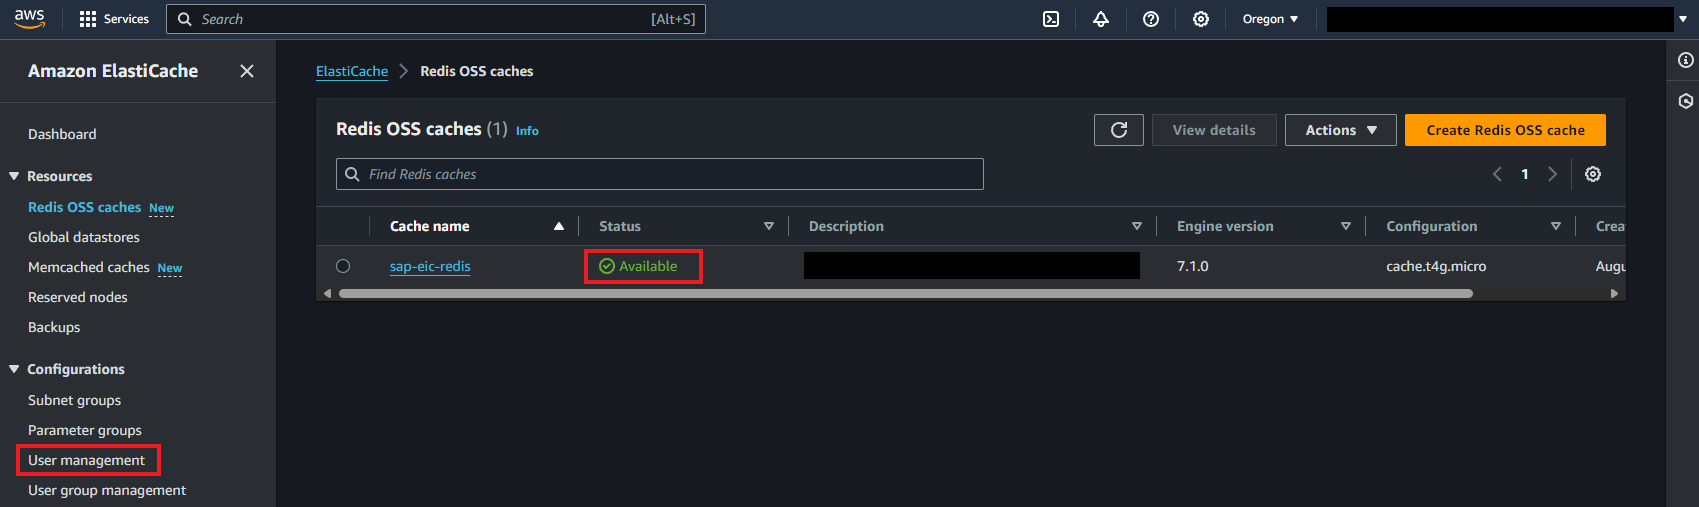 aws Services Search [Alt+S] Oregon
Amazon ElastiCache
ElastiCache Redis OSS caches
Dashboard
Resources
Redis OSS caches New
Global datastores
Memcached caches New
Reserved nodes
Backups
Configurations
Subnet groups
Parameter groups
User management
User group management
Redis OSS caches (1) Info
View details Actions Create Redis OSS cache
Find Redis caches
1
Cache name Status Description Engine version Configuration Crea
sap-eic-redis Available 7.1.0 cache.t4g.micro Augu